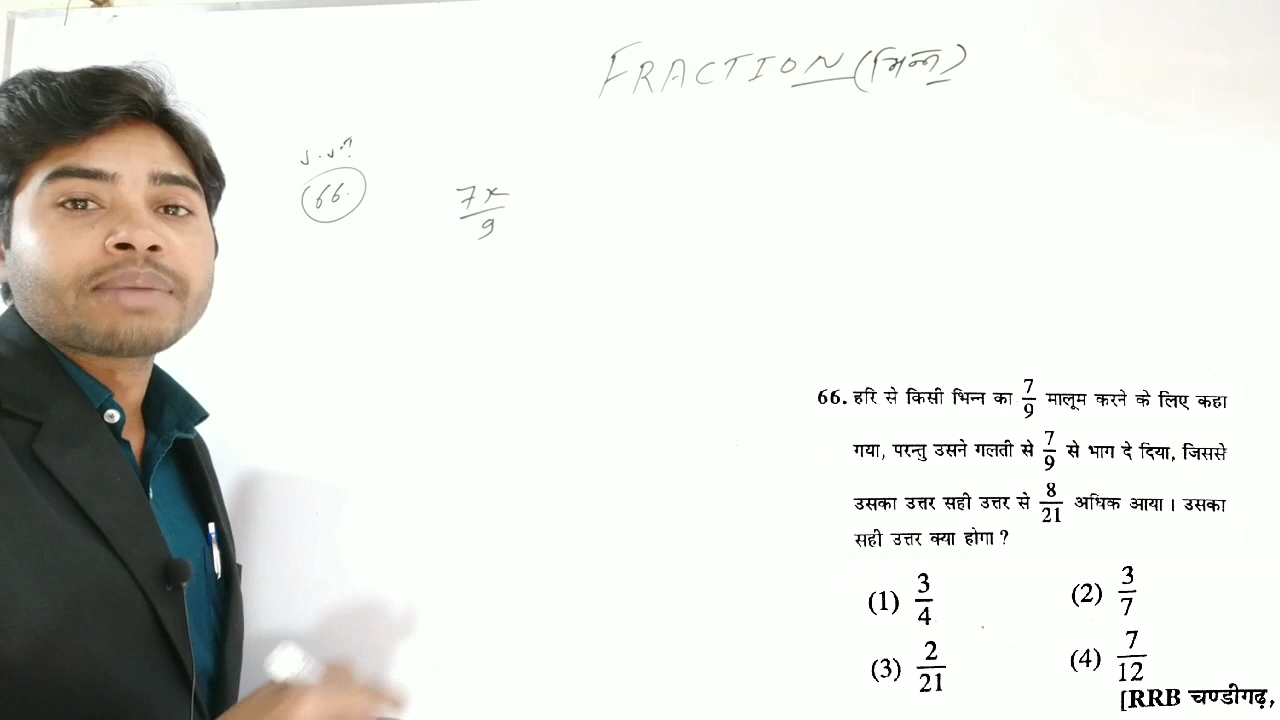 FRACTION (भिन्न)
66.
7x
9
66. हरि से किसी भिन्न का 7/9 मालूम करने के लिए कहा
गया, परन्तु उसने गलती से 7/9 से भाग दे दिया, जिससे
उसका उत्तर सही उत्तर से 8/21 अधिक आया। उसका
सही उत्तर क्या होगा ?
(1) 3/4 (2) 3/7
(3) 2/21 (4) 7/12
[RRB चण्डीगढ़,